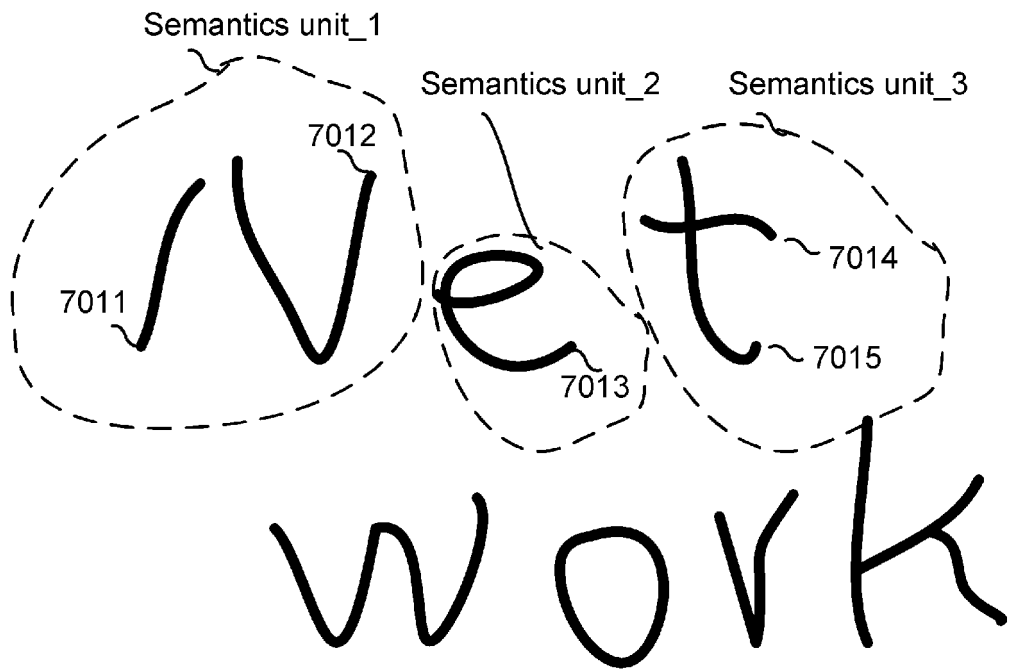 Semantics unit_1
Semantics unit_2
Semantics unit_3
7012
7011
7014
7015
7013
Net
work